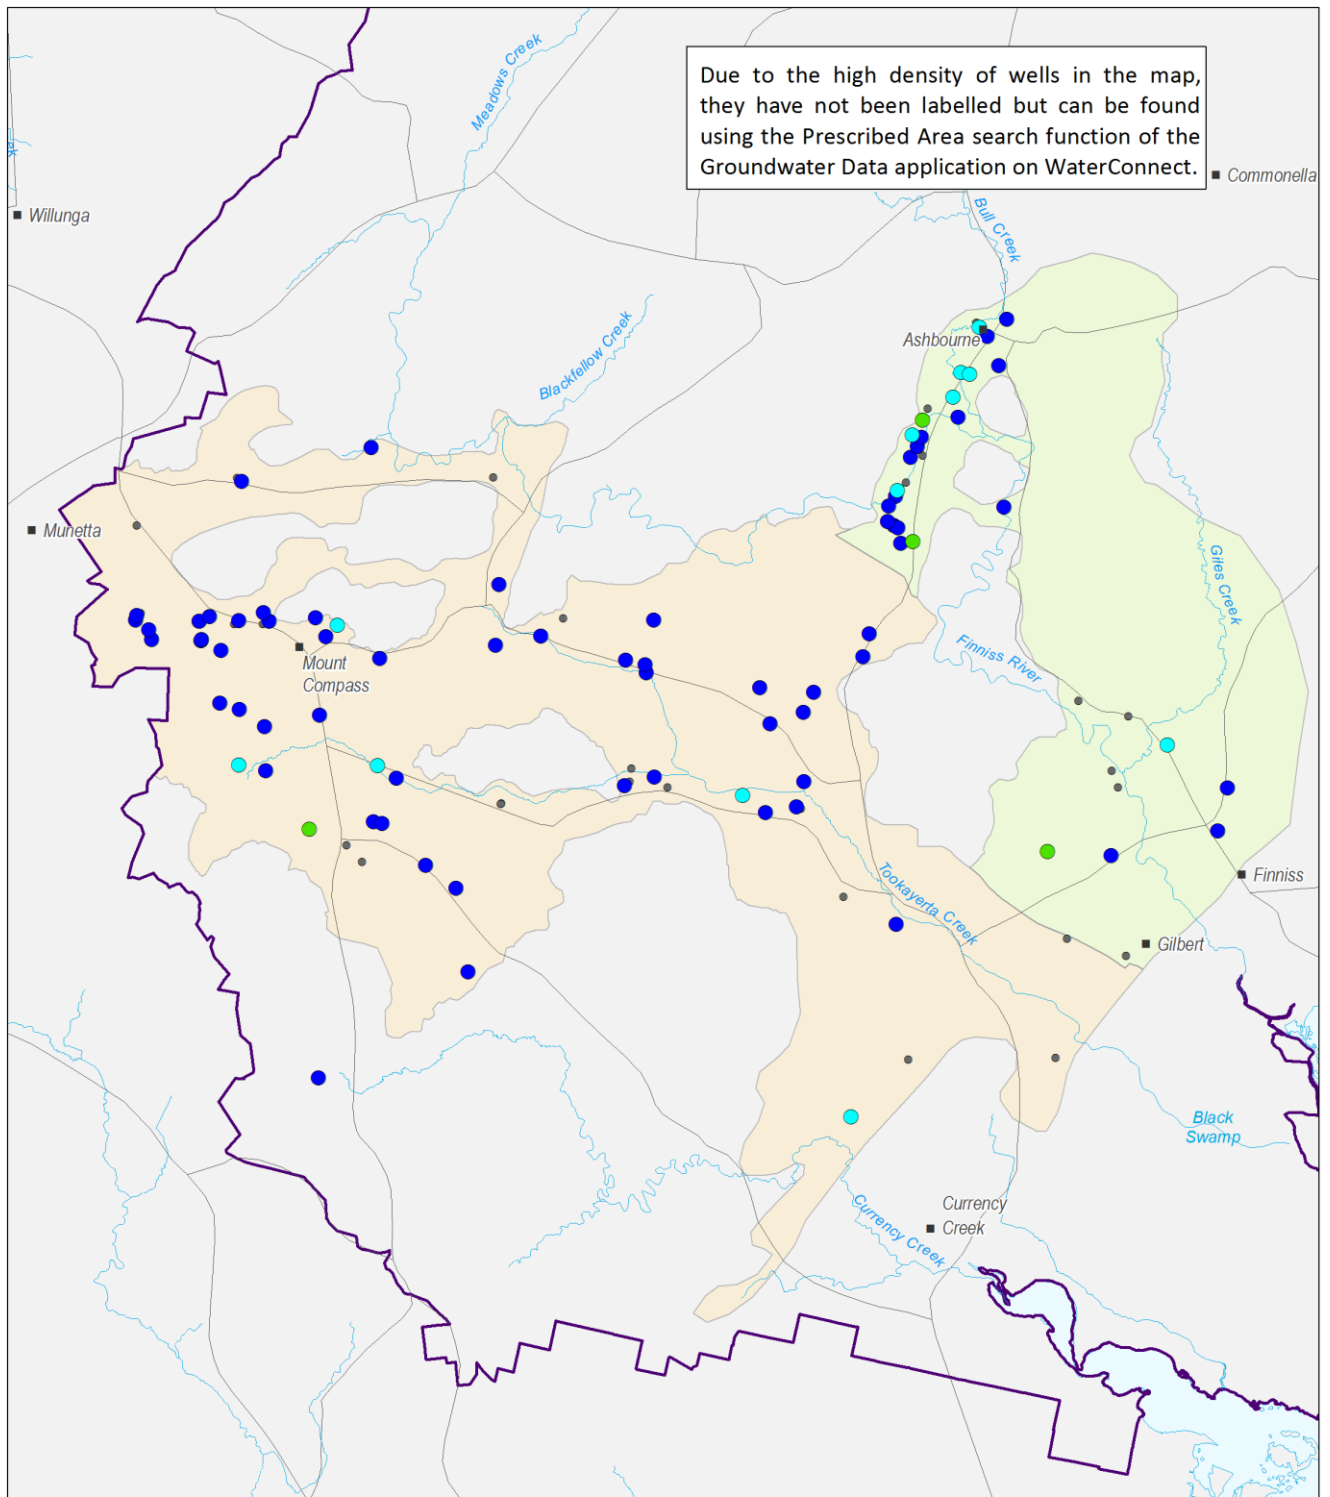 Due to the high density of wells in the map,
they have not been labelled but can be found
using the Prescribed Area search function of the
Groundwater Data application on WaterConnect.
Meadows Creek
Commonella
Willunga
Bull Creek
Ashbourne
Blackfellow Creek
Munetta
Giles Creek
Finniss River
Mount
Compass
Tookayerta Creek
Finniss
Gilbert
Black
Swamp
Currency
Creek
Currency Creek